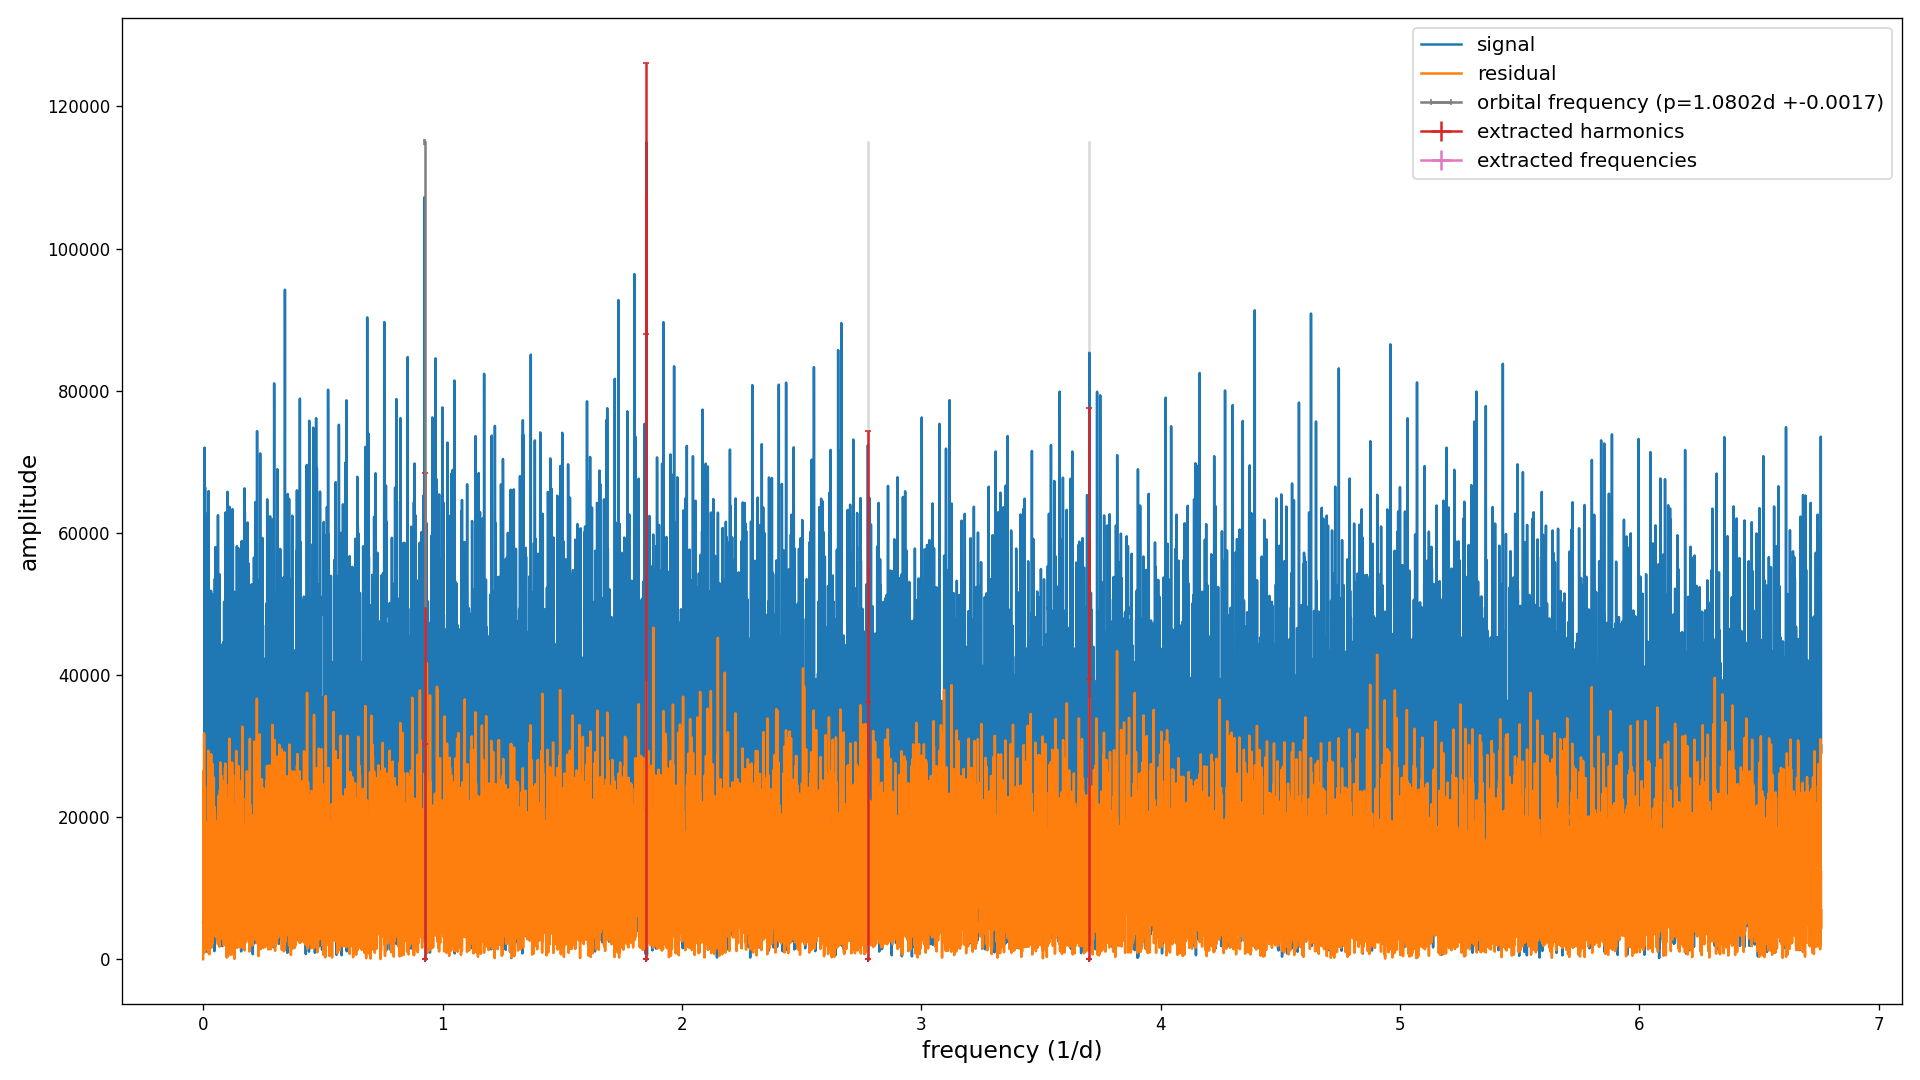 signal
residual
orbital frequency (p=1.0802d +-0.0017)
extracted harmonics
extracted frequencies
120000
100000
80000
60000
40000
20000
0
amplitude
0 1 2 3 4 5 6 7
frequency (1/d)